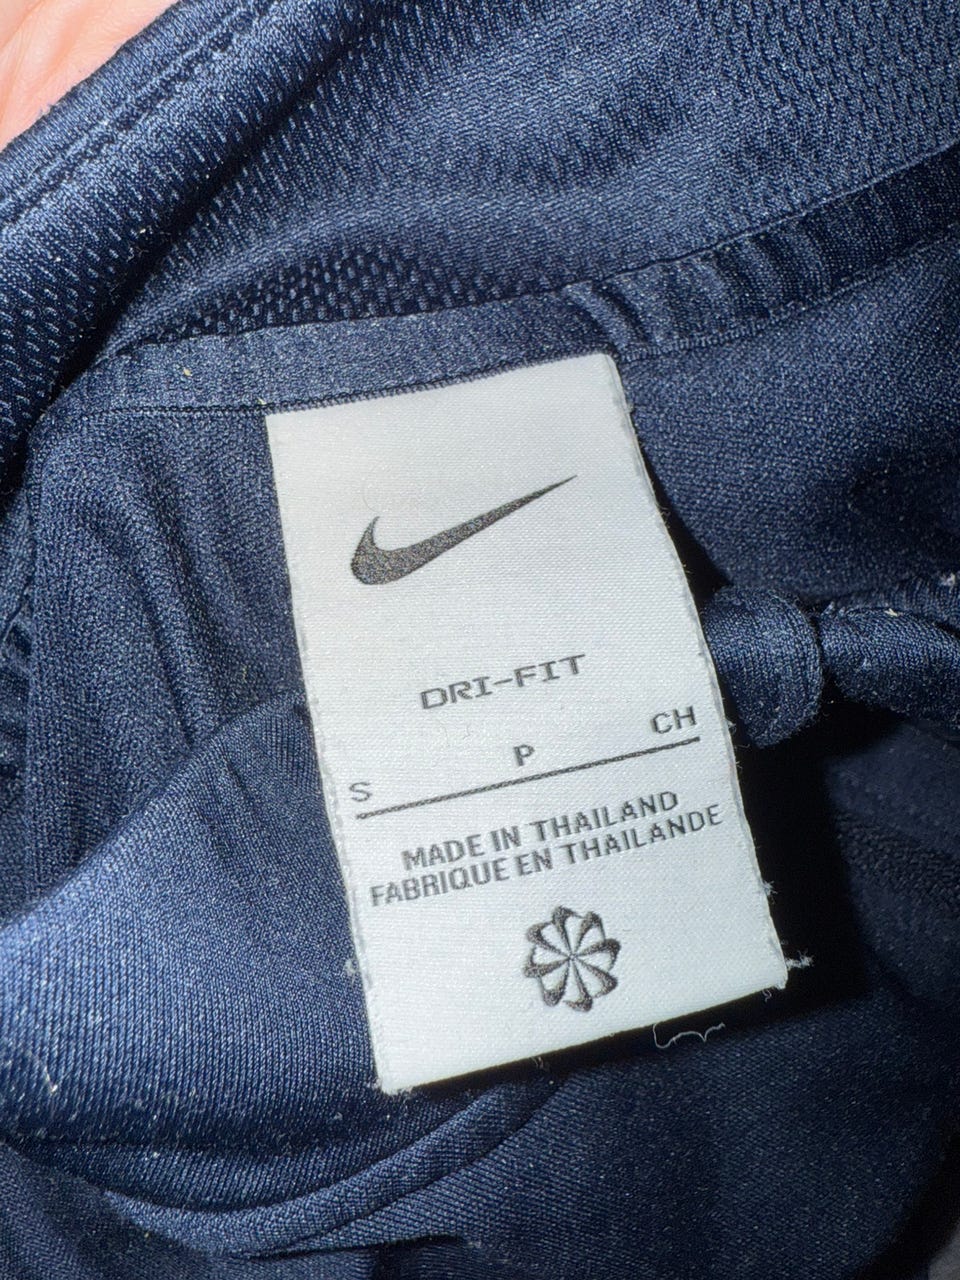 DRI-FIT
S P CH
MADE IN THAILAND
FABRIQUE EN THAILANDE